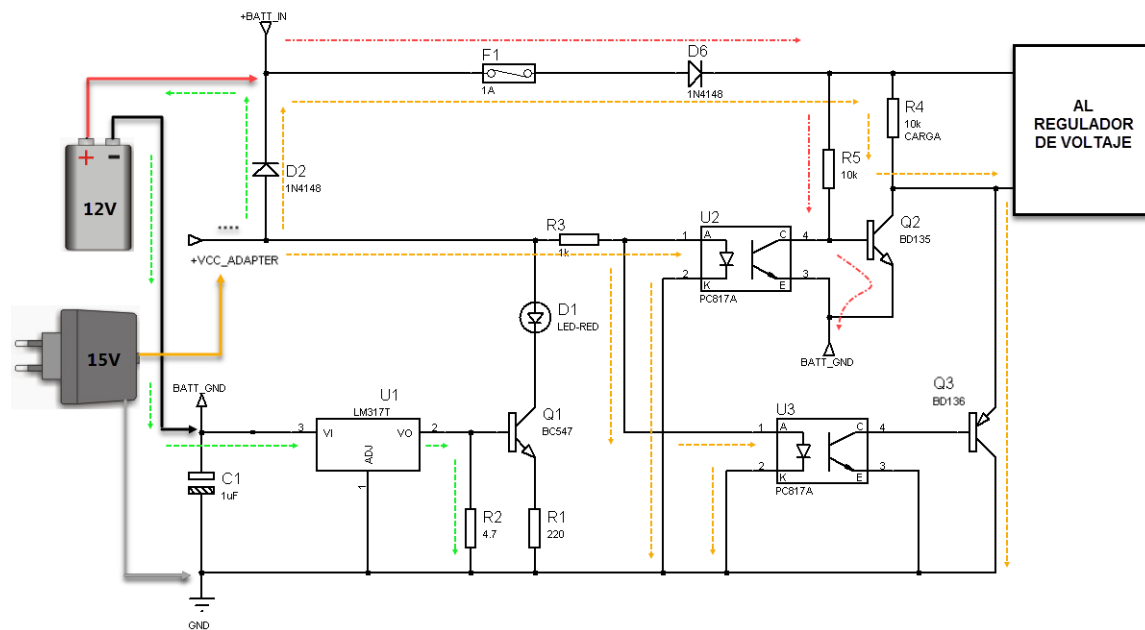 +BATT_IN
F1
1A
D6
1N4148
R4
10k
CARGA
AL
REGULADOR
DE VOLTAJE
+ -
12V
D2
1N4148
R5
10k
....
+VCC_ADAPTER
R3
1k
U2
1 A C 4
2 K E 3
PC817A
Q2
BD135
15V
D1
LED-RED
BATT_GND
BATT_GND
U1
LM317T
3 VI VO 2
ADJ
1
Q1
BC547
U3
1 A C 4
2 K E 3
PC817A
Q3
BD136
C1
1uF
R2
4.7
R1
220
GND